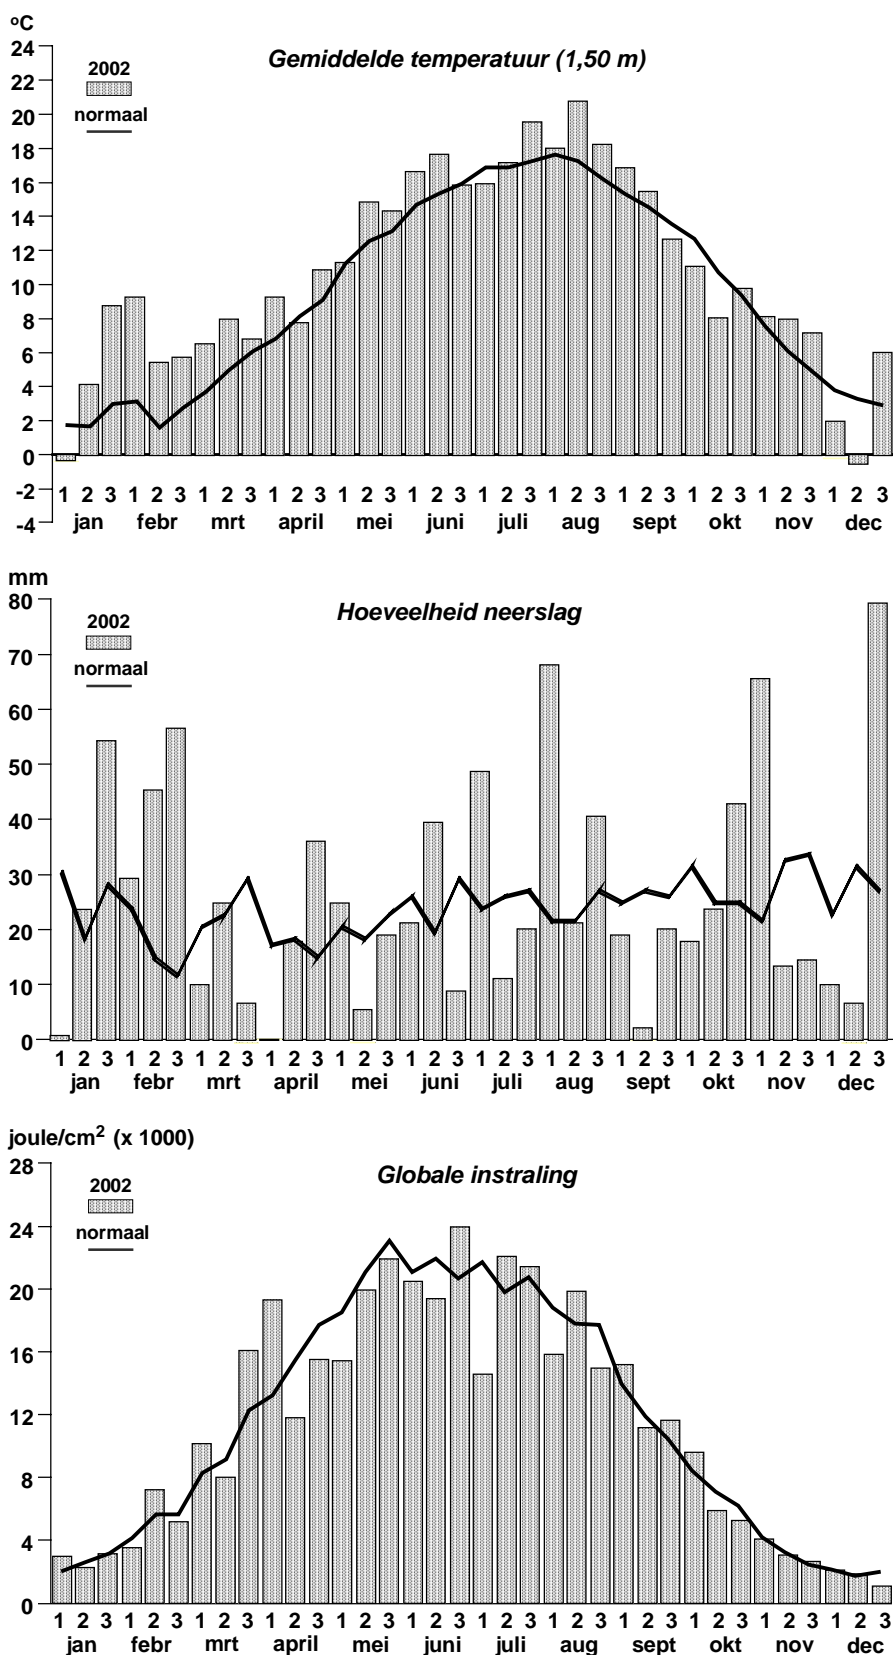 °C
Gemiddelde temperatuur (1,50 m)
2002
normaal
24
22
20
18
16
14
12
10
8
6
4
2
0
-2
-4
1 2 3 1 2 3 1 2 3 1 2 3 1 2 3 1 2 3 1 2 3 1 2 3 1 2 3 1 2 3 1 2 3 1 2 3
jan febr mrt april mei juni juli aug sept okt nov dec
mm
Hoeveelheid neerslag
2002
normaal
80
70
60
50
40
30
20
10
0
1 2 3 1 2 3 1 2 3 1 2 3 1 2 3 1 2 3 1 2 3 1 2 3 1 2 3 1 2 3 1 2 3 1 2 3
jan febr mrt april mei juni juli aug sept okt nov dec
joule/cm² (x 1000)
Globale instraling
2002
normaal
28
24
20
16
12
8
4
0
1 2 3 1 2 3 1 2 3 1 2 3 1 2 3 1 2 3 1 2 3 1 2 3 1 2 3 1 2 3 1 2 3 1 2 3
jan febr mrt april mei juni juli aug sept okt nov dec